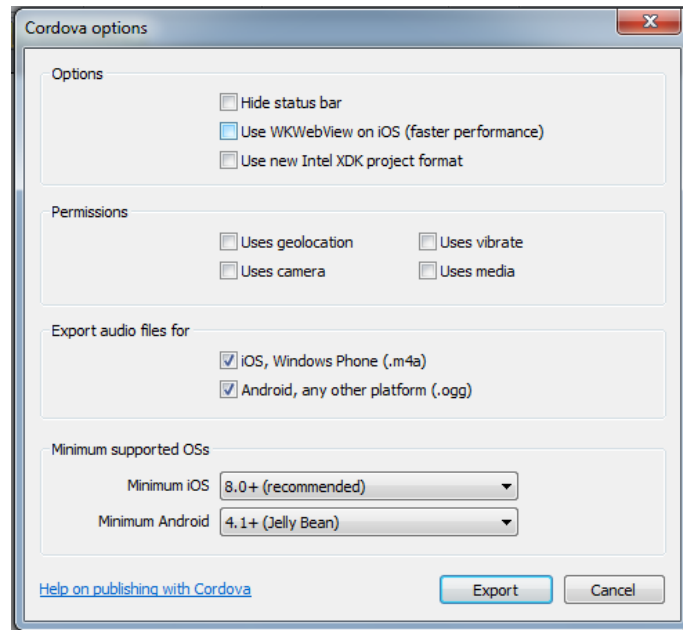 Cordova options
Options
Hide status bar
Use WKWebView on iOS (faster performance)
Use new Intel XDK project format
Permissions
Uses geolocation Uses vibrate
Uses camera Uses media
Export audio files for
iOS, Windows Phone (.m4a)
Android, any other platform (.ogg)
Minimum supported OSs
Minimum iOS 8.0+ (recommended)
Minimum Android 4.1+ (Jelly Bean)
Help on publishing with Cordova Export Cancel